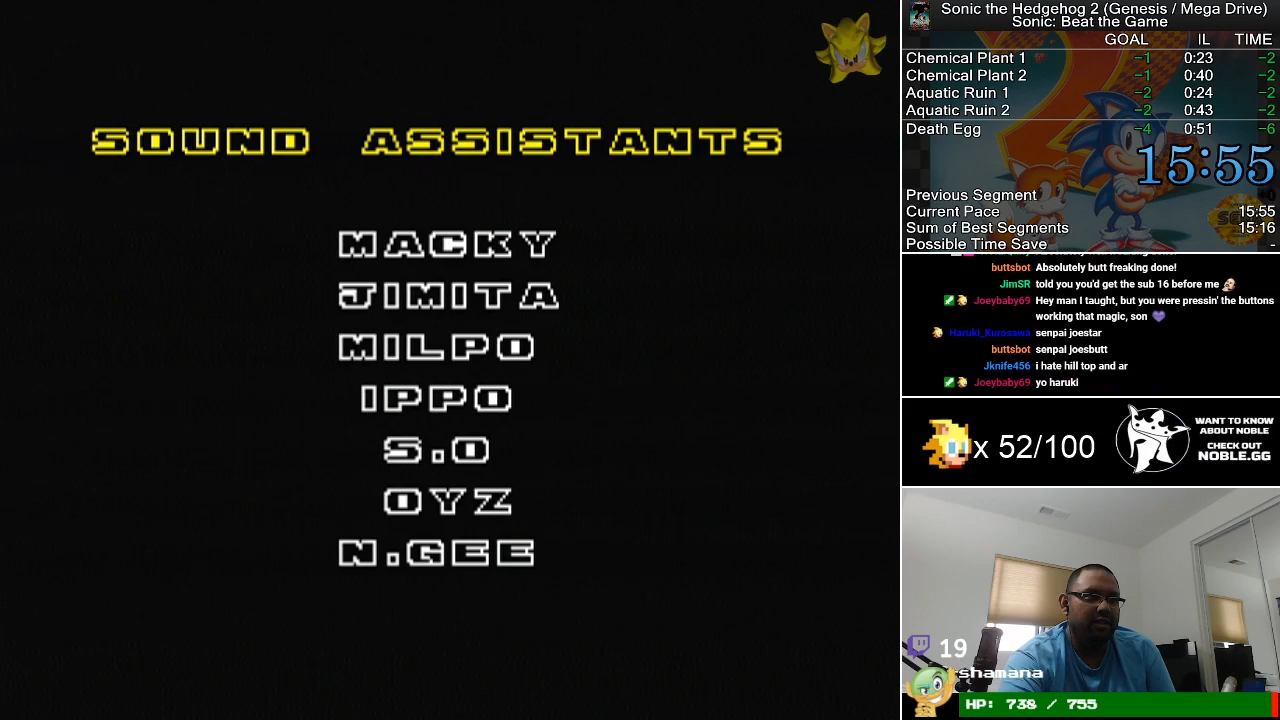 SOUND ASSISTANTS
MACKY
JIMITA
MILPO
IPPO
S.O
OYZ
N.GEE
Sonic the Hedgehog 2 (Genesis / Mega Drive)
Sonic: Beat the Game
GOAL IL TIME
Chemical Plant 1 −1 0:23 −2
Chemical Plant 2 −1 0:40 −2
Aquatic Ruin 1 −2 0:24 −2
Aquatic Ruin 2 −2 0:43 −2
Death Egg −4 0:51 −6
15:55
Previous Segment +0
Current Pace 15:55
Sum of Best Segments 15:16
Possible Time Save -
buttsbot Absolutely butt freaking done!
JimSR told you you'd get the sub 16 before me
Joeybaby69 Hey man I taught, but you were pressin' the buttons
working that magic, son
Haruki_Kurosawa senpai joestar
buttsbot senpai joesbutt
Jknife456 i hate hill top and ar
Joeybaby69 yo haruki
x 52/100
WANT TO KNOW
ABOUT NOBLE
CHECK OUT
NOBLE.GG
19
shamana
HP: 738 / 755